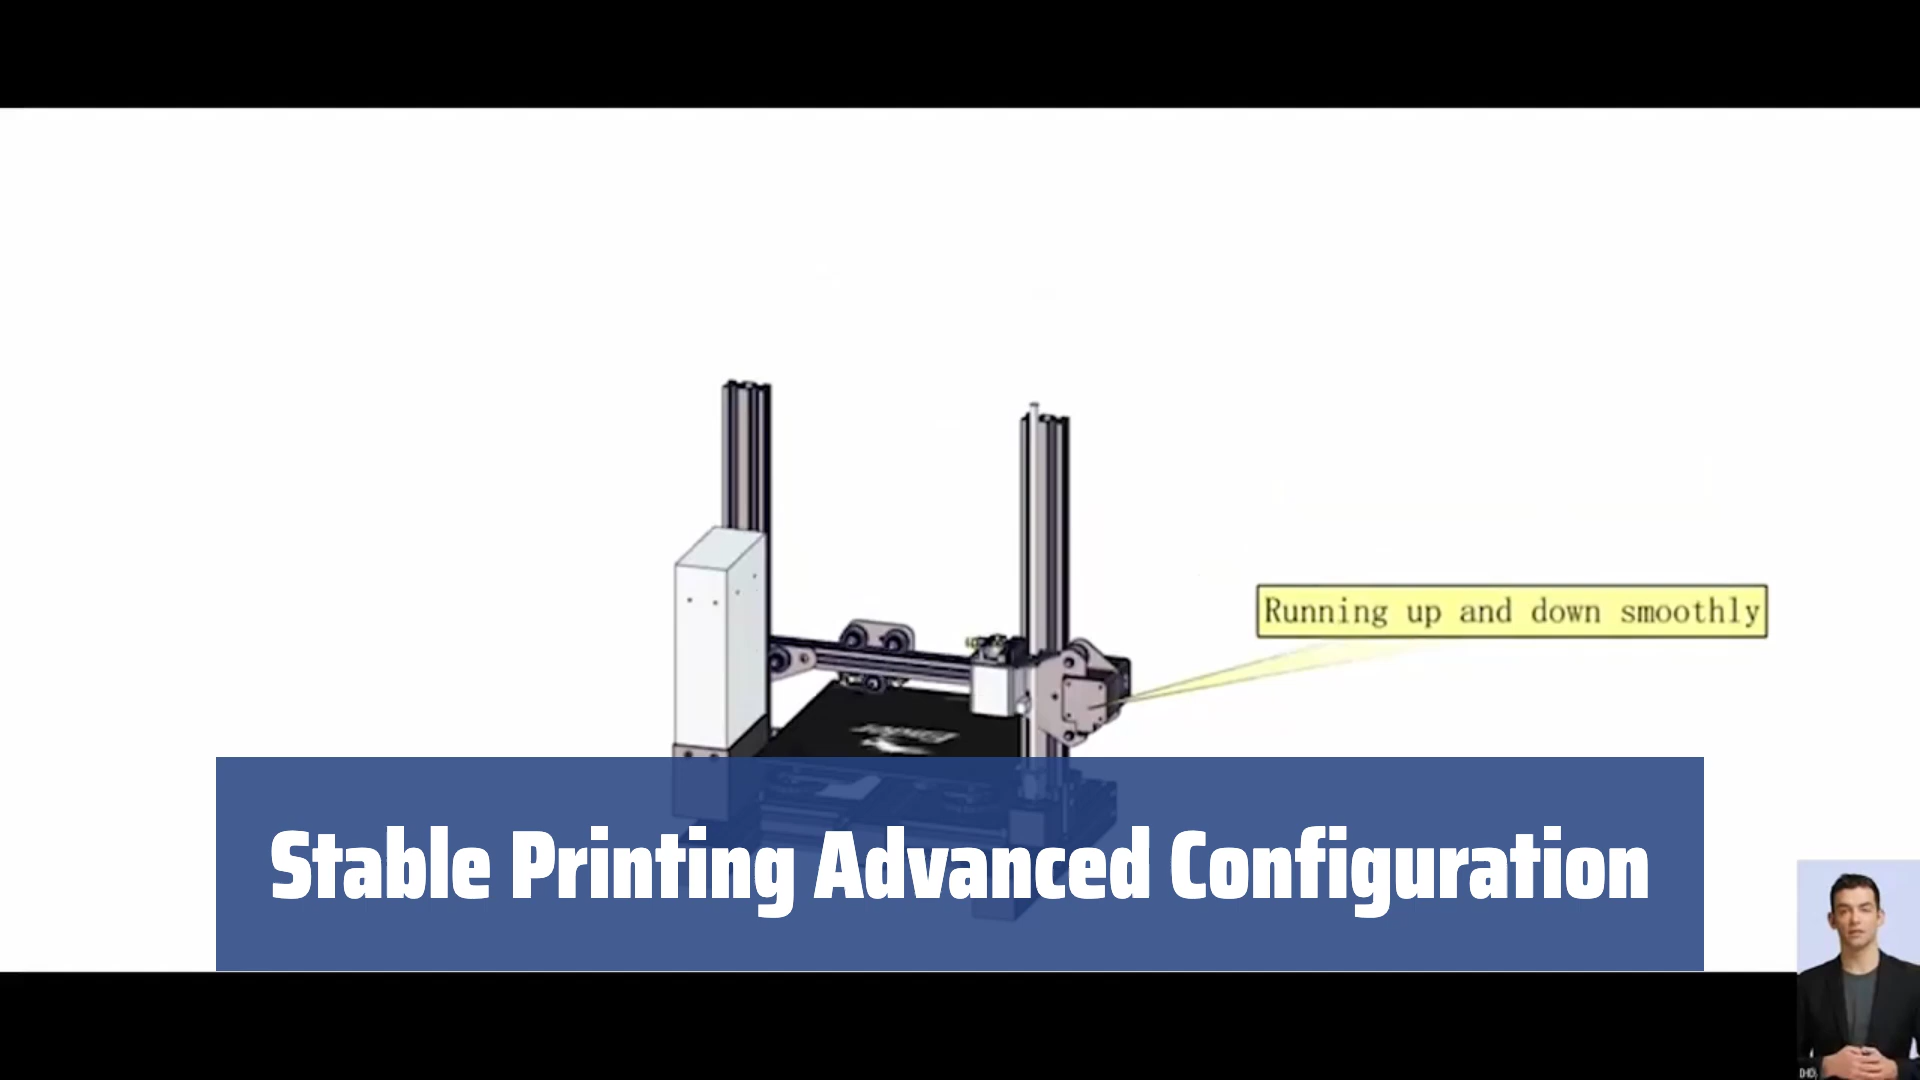 Running up and down smoothly
Stable Printing Advanced Configuration